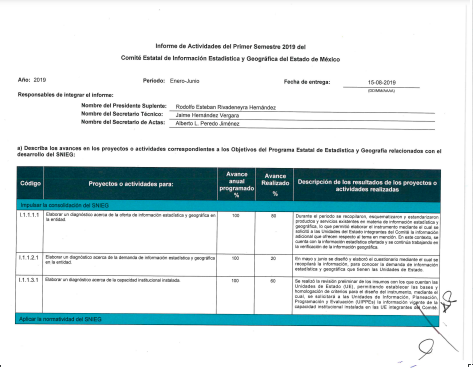 Informe de Actividades del Primer Semestre 2019 del
Comité Estatal de Información Estadística y Geográfica del Estado de México
Año: 2019 Periodo: Enero-Junio Fecha de entrega: 15-08-2019
(DD/MM/AAAA)
Responsables de integrar el informe:
Nombre del Presidente Suplente: Rodolfo Esteban Rivadeneyra Hernández
Nombre del Secretario Técnico: Jaime Hernández Vergara
Nombre del Secretario de Actas: Alberto L. Peredo Jiménez
a) Describa los avances en los proyectos o actividades correspondientes a los Objetivos del Programa Estatal de Estadística y Geografía relacionados con el
desarrollo del SNIEG:
Código
Proyectos o actividades para:
Avance
anual
programado
%
Avance
Realizado
%
Descripción de los resultados de los proyectos o
actividades realizadas
Impulsar la consolidación del SNIEG
I.1.1.1.1
Elaborar un diagnóstico acerca de la oferta de información estadística y geográfica en
la entidad.
100
80
Durante el periodo se recopilaron, esquematizaron y estandarizaron
productos y servicios existentes en materia de información estadística y
geográfica, lo que permitió elaborar el instrumento mediante el cual se
solicitó a las Unidades del Estado integrantes del Comité la información
adicional que ofrecen respecto al tema en mención. En este contexto, se
cuenta con la información estadística ofertada y se continúa trabajando en
la verificación de la información geográfica.
I.1.1.2.1
Elaborar un diagnóstico acerca de la demanda de información estadística y geográfica
en la entidad.
100
20
En mayo y junio se diseñó y elaboró el cuestionario mediante el cual se
recopilará la información, para conocer la demanda de información
estadística y geográfica que tienen las Unidades de Estado.
I.1.1.3.1
Elaborar un diagnóstico acerca de la capacidad institucional instalada.
100
60
Se realizó la revisión preliminar de los insumos con los que cuentan las
Unidades de Estado (UE), permitiendo establecer las bases y
homologación de criterios para el diseño del instrumento, mediante el
cual, se solicitará a las Unidades de Información, Planeación,
Programación y Evaluación (UIPPEs) la información vigente de la
capacidad institucional instalada en las UE integrantes del Comité.
Aplicar la normatividad del SNIEG